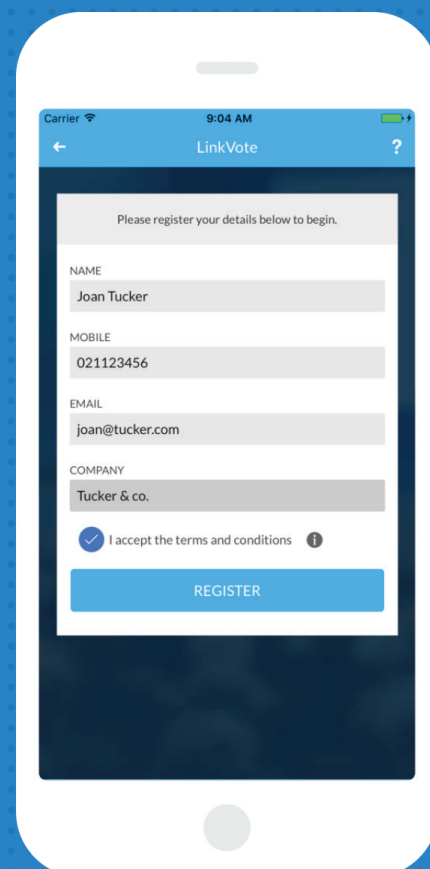 Carrier 9:04 AM
LinkVote ?
Please register your details below to begin.
NAME
Joan Tucker
MOBILE
021123456
EMAIL
joan@tucker.com
COMPANY
Tucker & co.
I accept the terms and conditions i
REGISTER